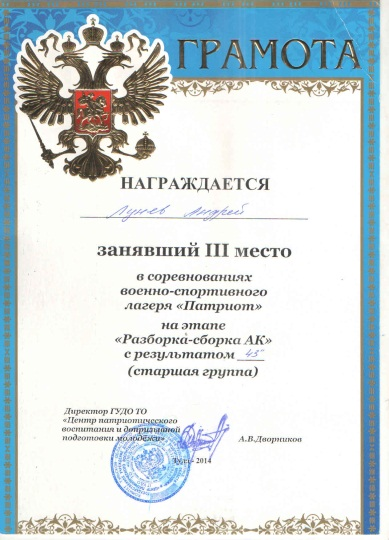 ГРАМОТА
НАГРАЖДАЕТСЯ
Лунев Андрей
занявший III место
в соревнованиях
военно-спортивного
лагеря «Патриот»
на этапе
«Разборка-сборка АК»
с результатом 43"
(старшая группа)
Директор ГУДО ТО
«Центр патриотического
воспитания и допризывной
подготовки молодежи» А.В.Дворников
Тула - 2014